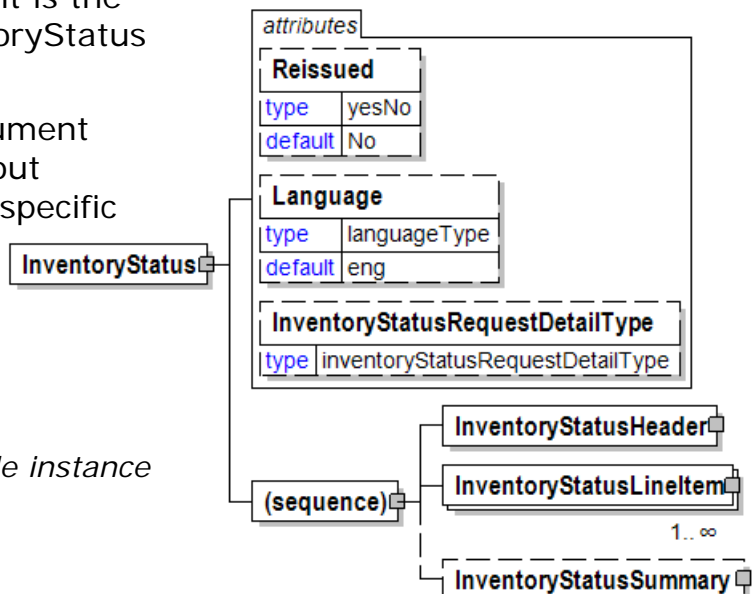 t is the
oryStatus
ument
out
specific
le instance
attributes
Reissued
type yesNo
default No
Language
type languageType
default eng
InventoryStatusRequestDetailType
type inventoryStatusRequestDetailType
InventoryStatus
(sequence)
InventoryStatusHeader
InventoryStatusLineItem
1.. ∞
InventoryStatusSummary